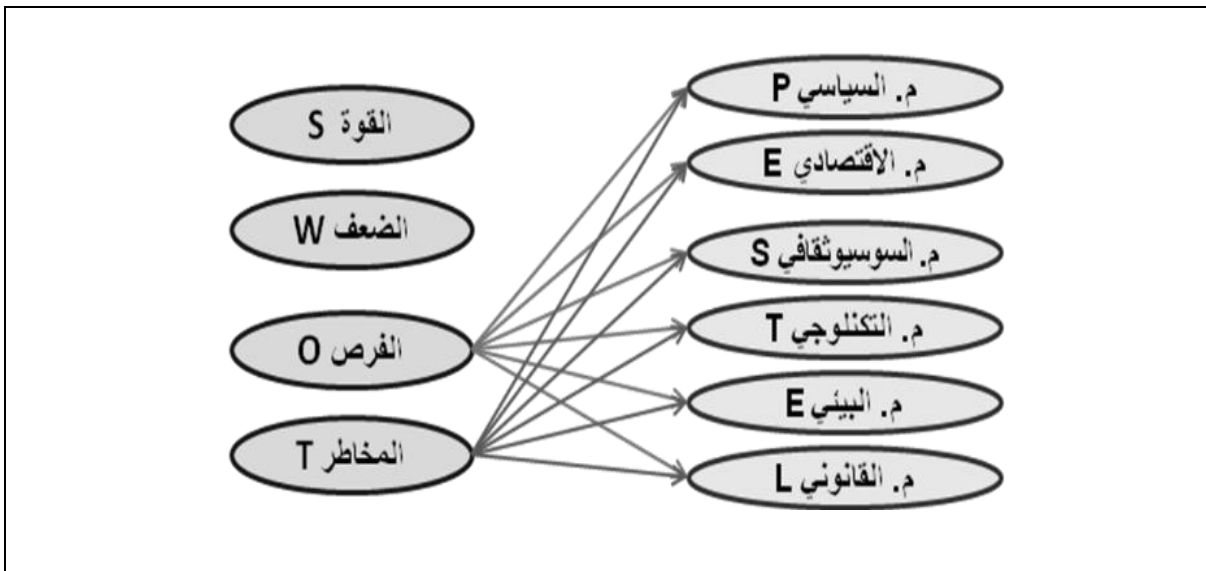 القوة S
الضعف W
الفرص O
المخاطر T
م. السياسي P
م. الاقتصادي E
م. السوسيوثقافي S
م. التكنلوجي T
م. البيئي E
م. القانوني L